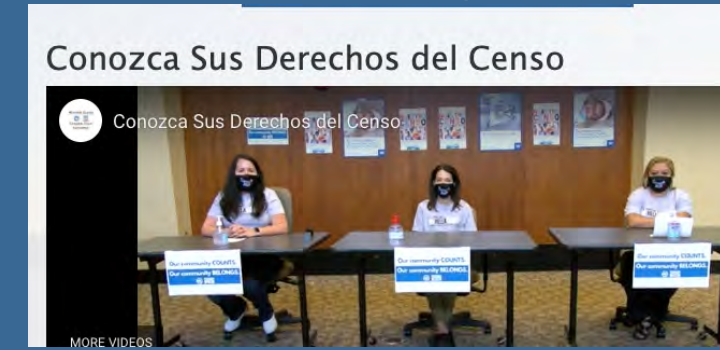 Conozca Sus Derechos del Censo
Conozca Sus Derechos del Censo
Our community COUNTS.
Our community BELONGS.
Our community COUNTS.
Our community BELONGS.
Our community COUNTS.
Our community BELONGS.
MORE VIDEOS